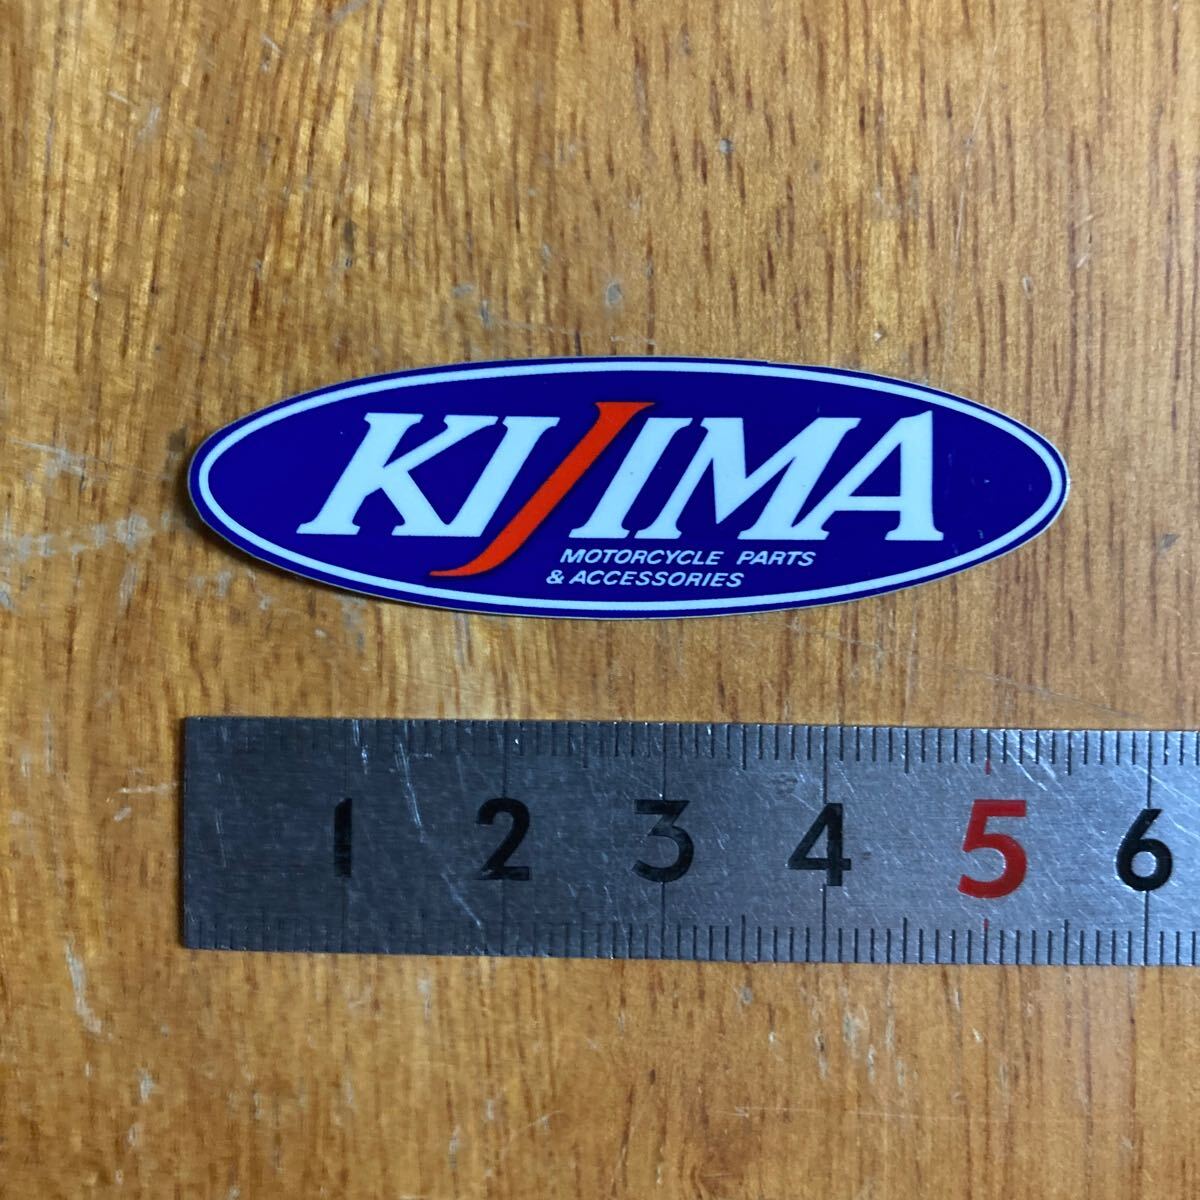 KIJIMA
MOTORCYCLE PARTS
& ACCESSORIES
1 2 3 4 5 6